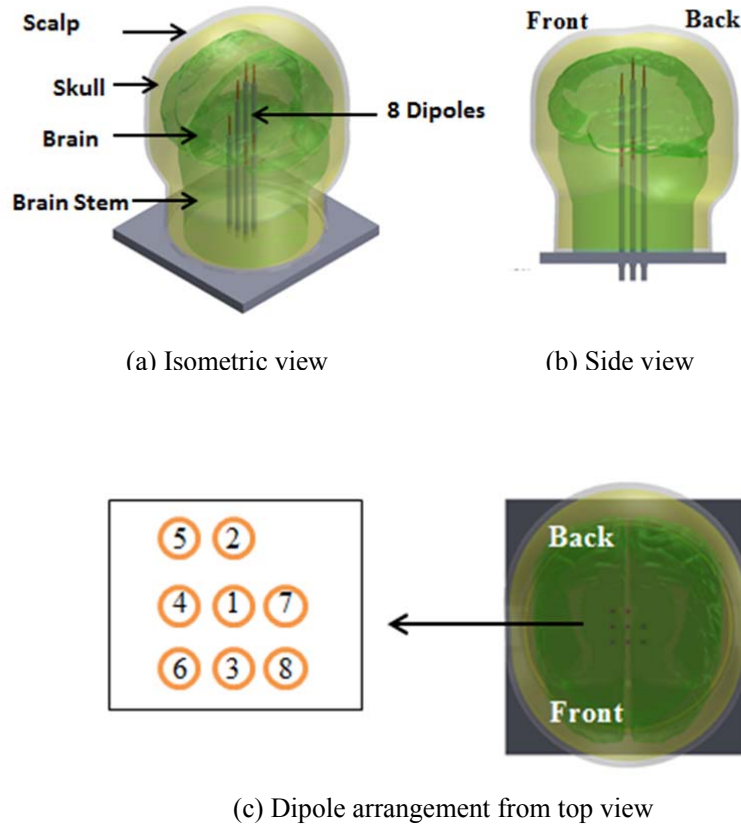 Scalp
Skull
Brain
Brain Stem
8 Dipoles
Front Back
(a) Isometric view
(b) Side view
5 2
4 1 7
6 3 8
Back
Front
(c) Dipole arrangement from top view